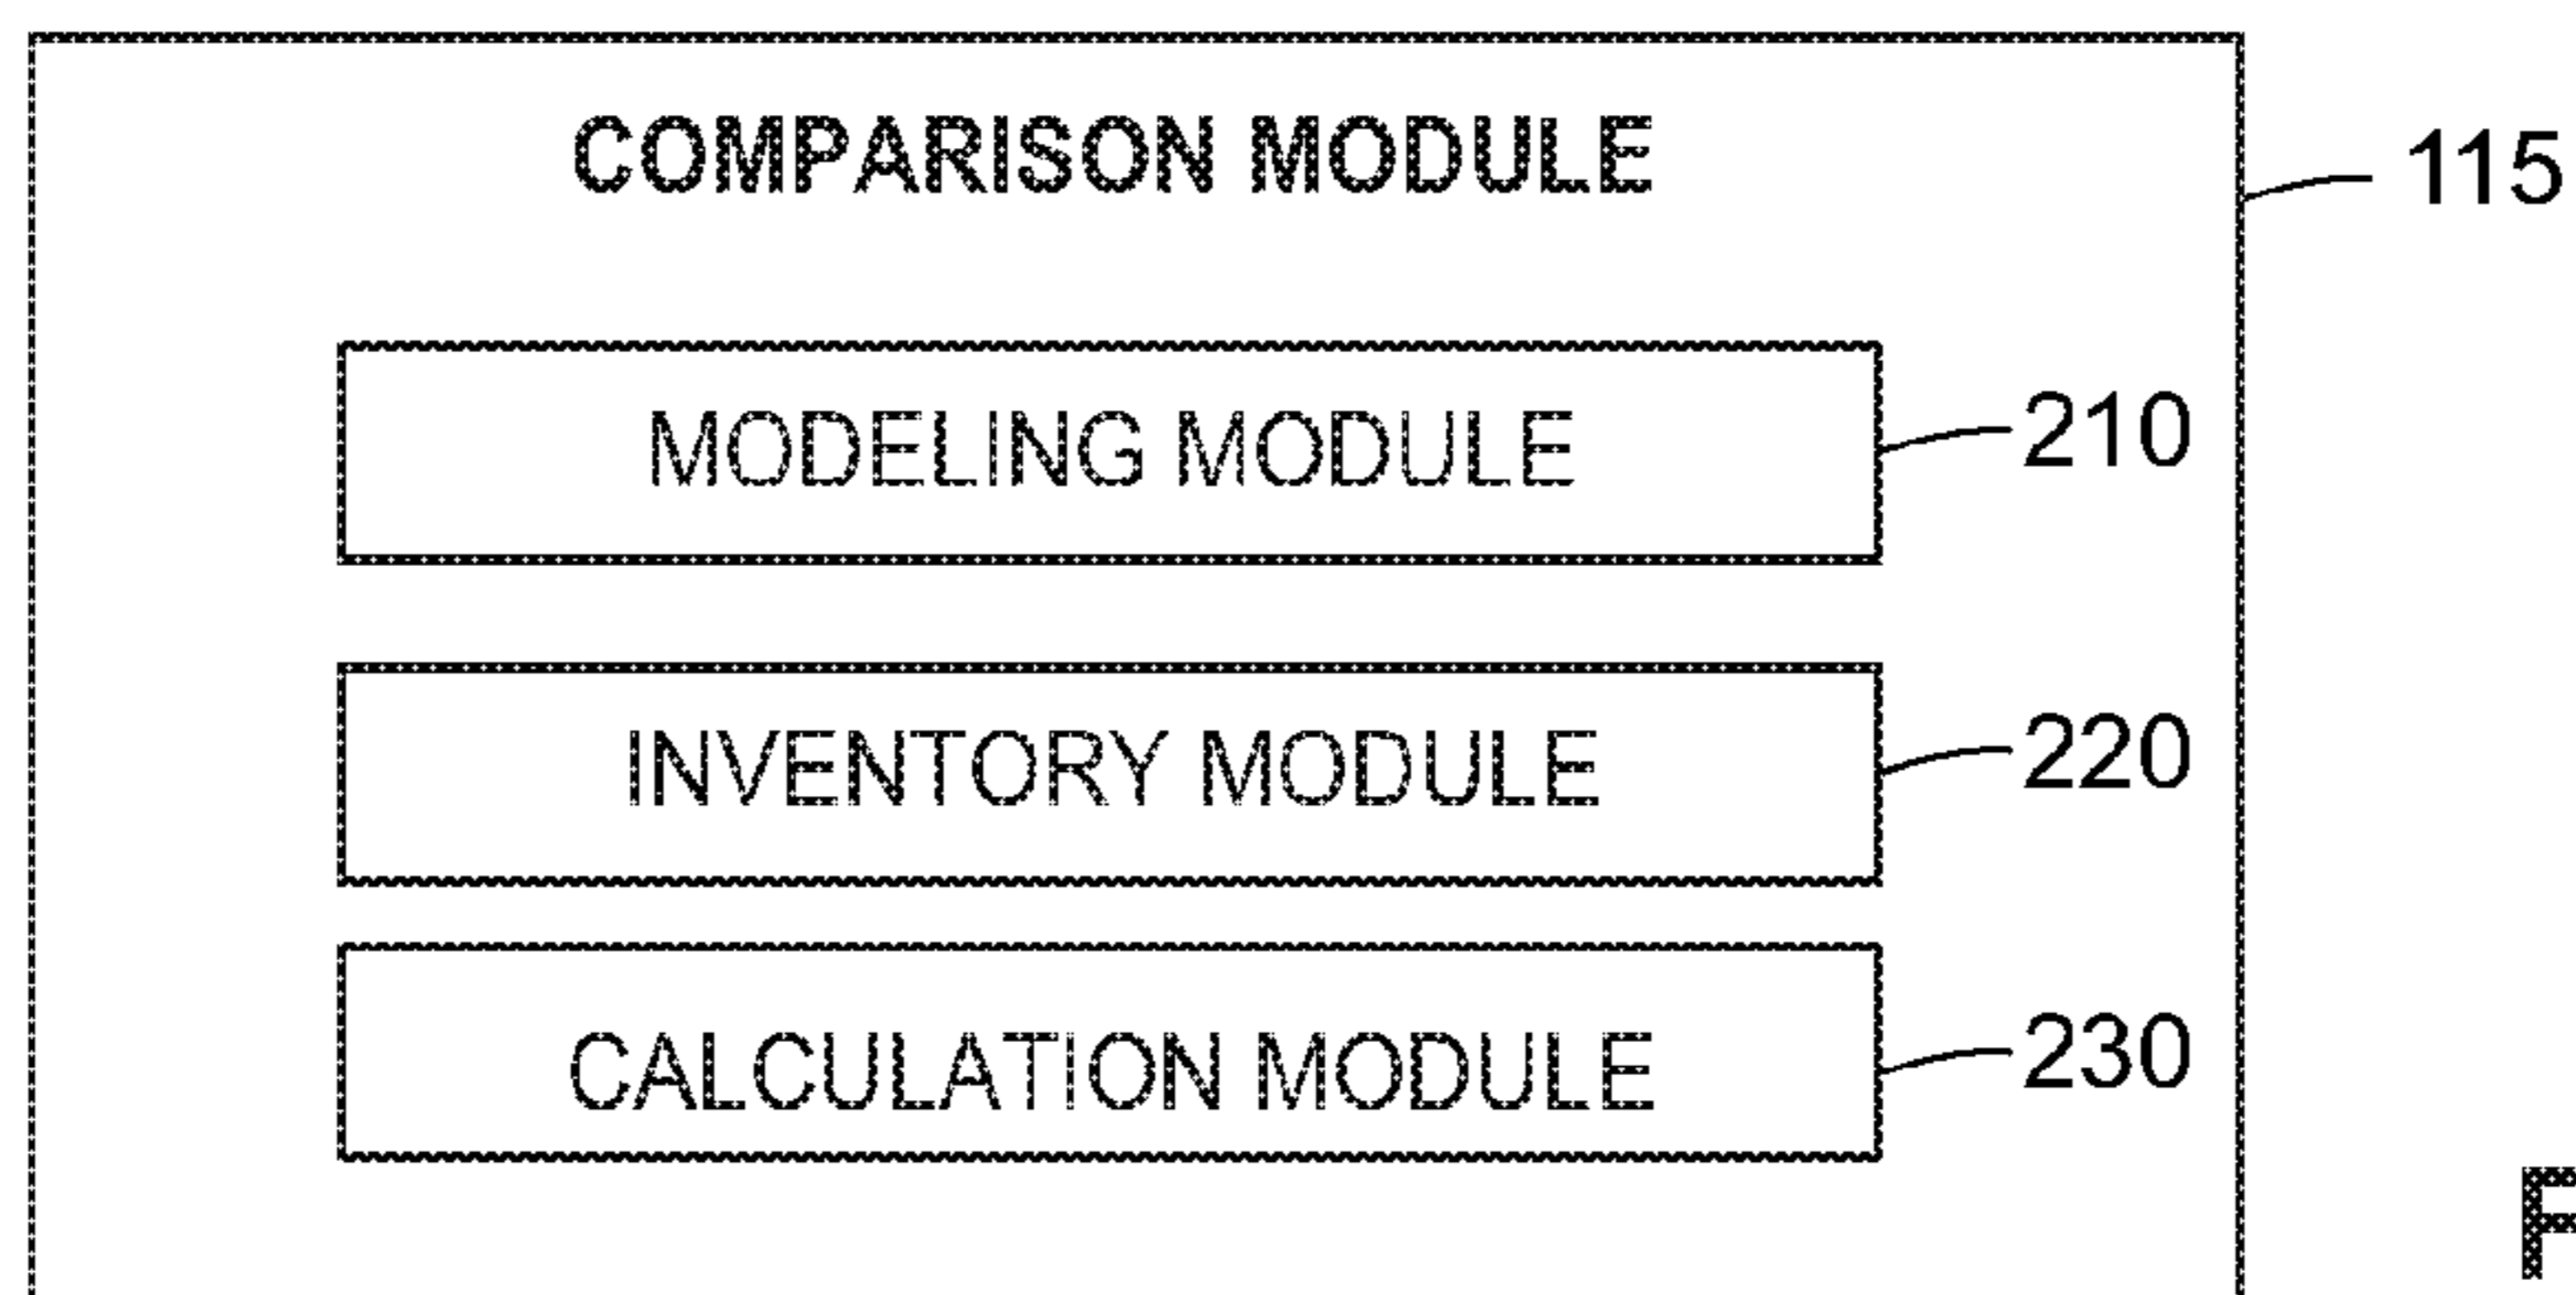 COMPARISON MODULE
115
MODELING MODULE
210
INVENTORY MODULE
220
CALCULATION MODULE
230
F